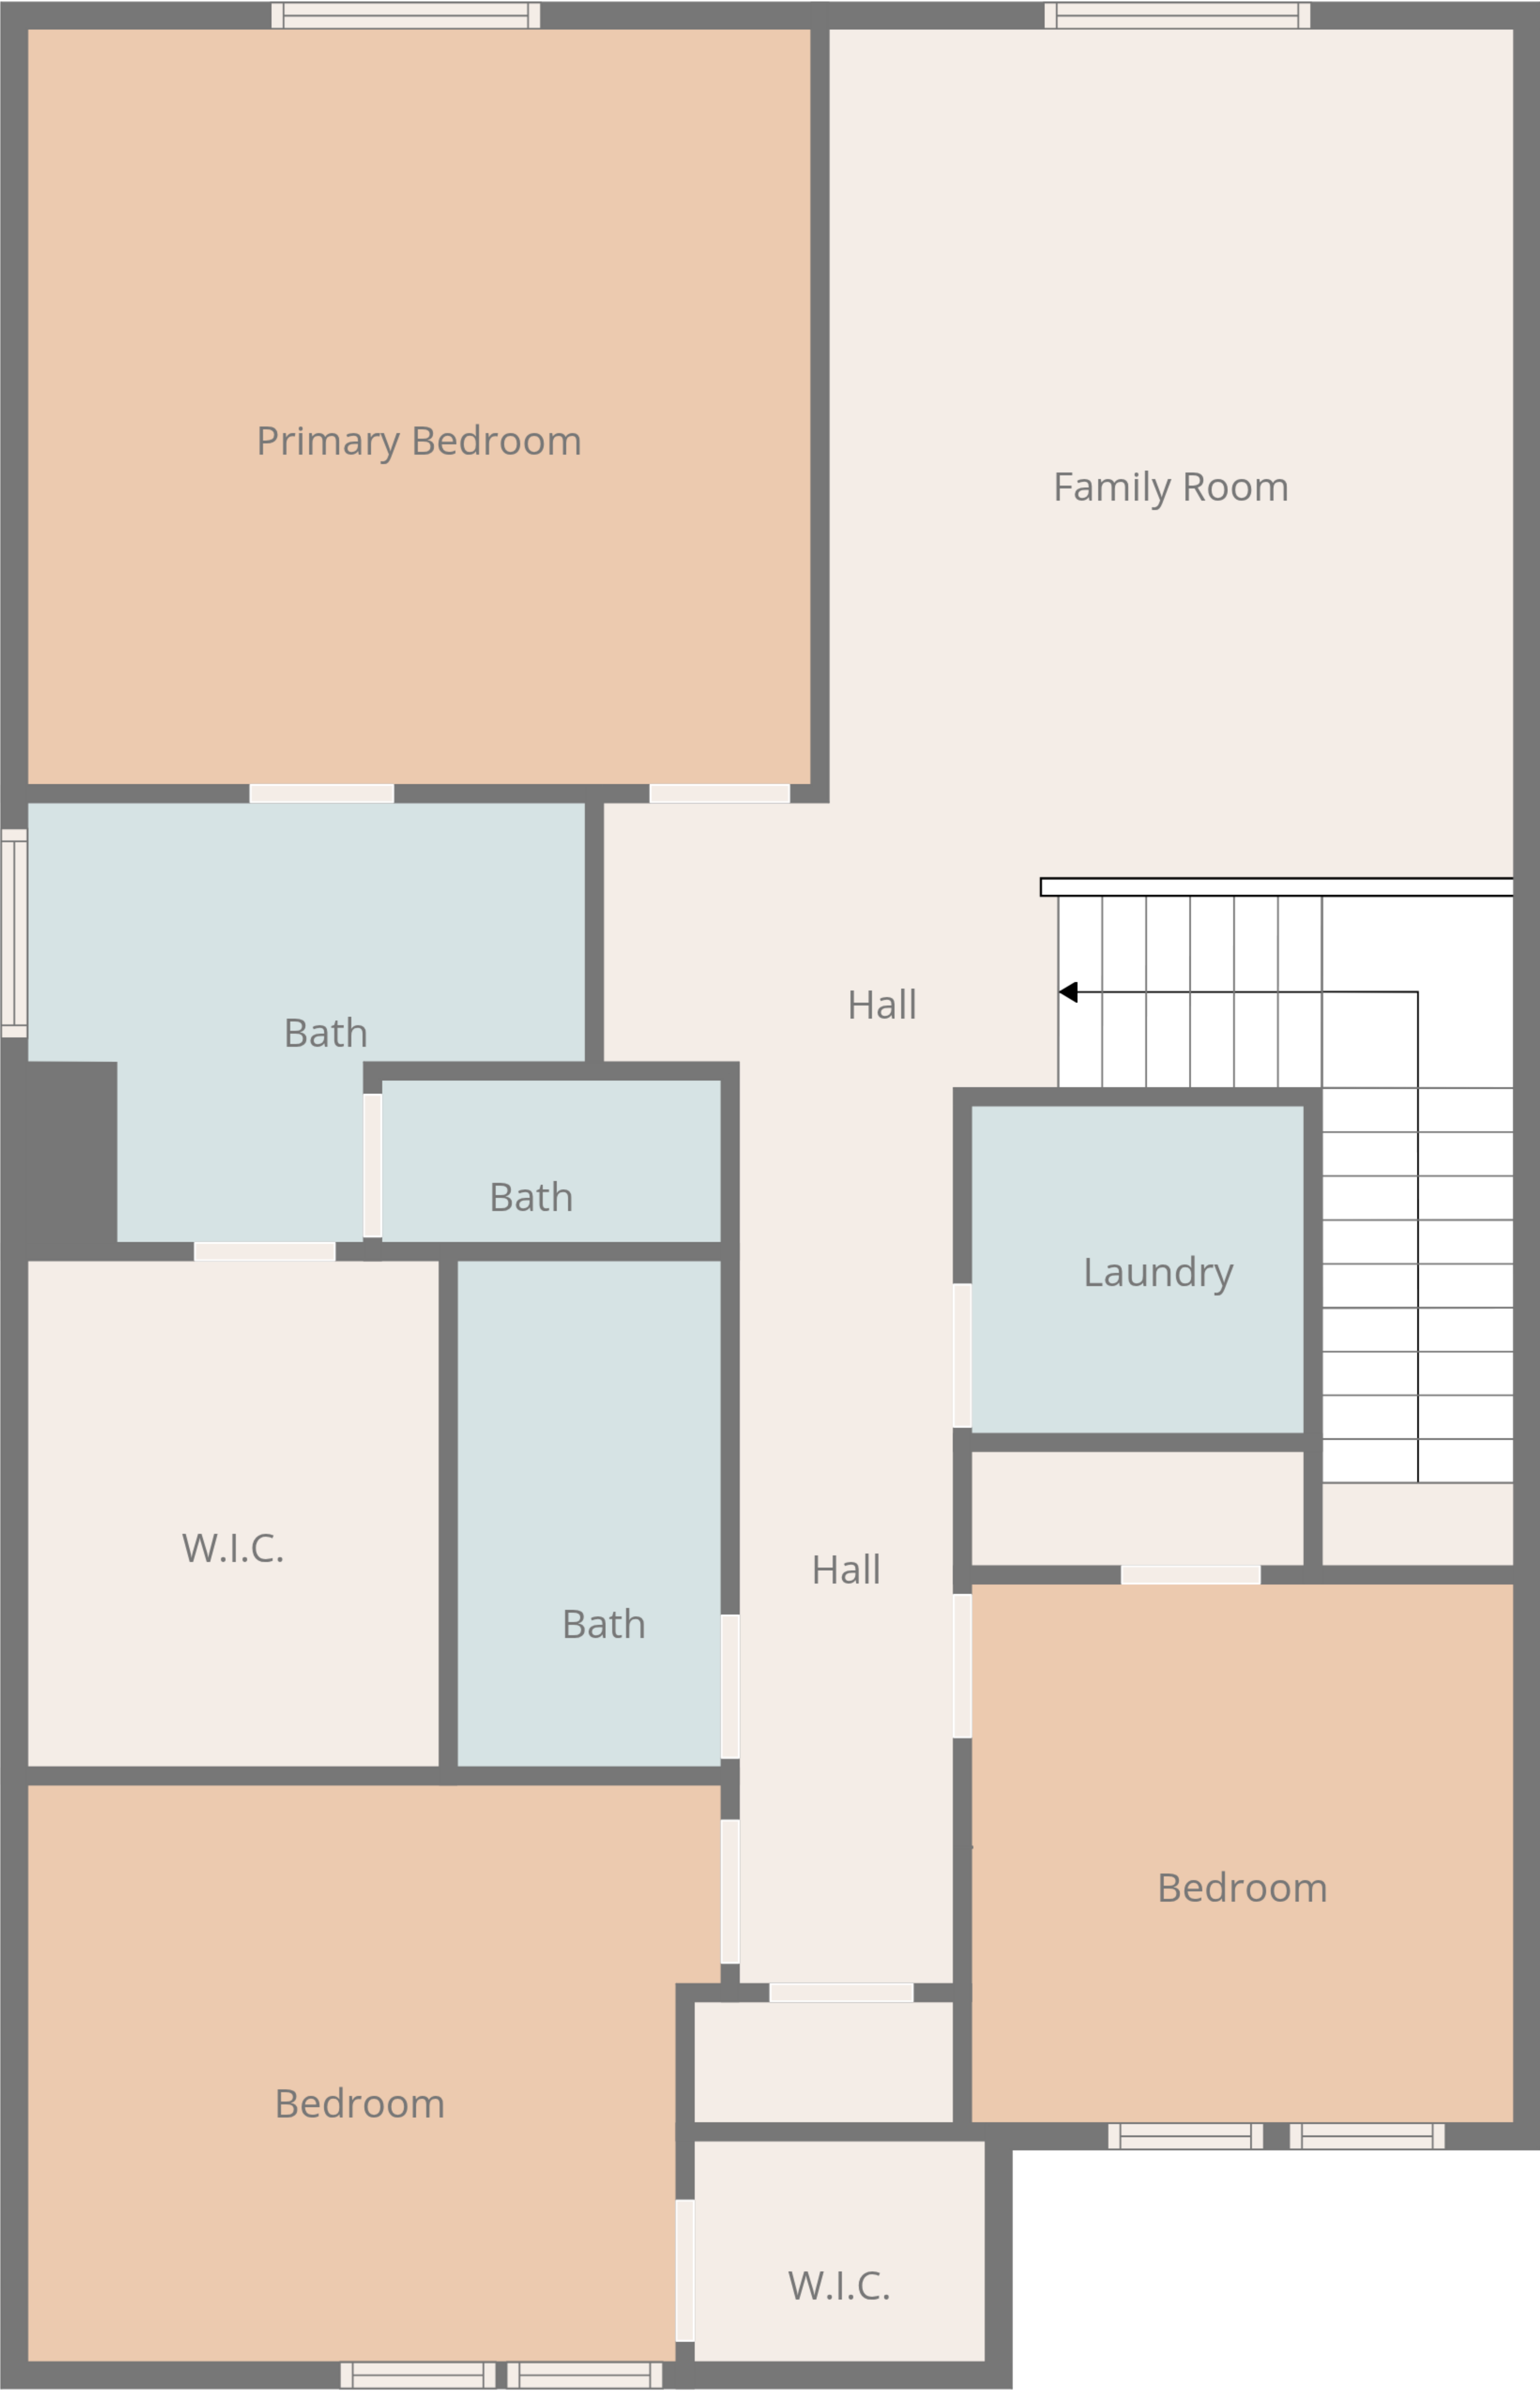 Primary Bedroom
Family Room
Hall
Bath
Bath
Laundry
W.I.C.
Hall
Bath
Bedroom
Bedroom
W.I.C.